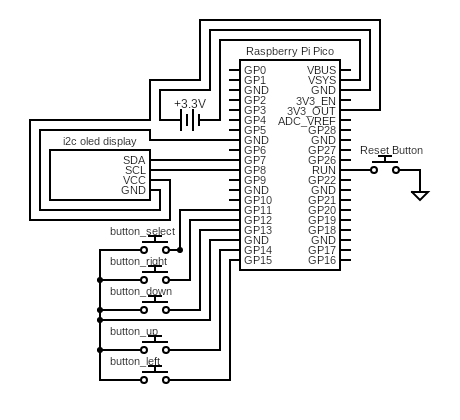 Raspberry Pi Pico
GP0 VBUS
GP1 VSYS
GND GND
GP2 3V3_EN
+3.3V
GP3 3V3_OUT
GP4 ADC_VREF
GP5 GP28
GND GND
i2c oled display
GP6 GP27
Reset Button
SDA GP7 GP26
SCL GP8 RUN
VCC GP9 GP22
GND GND GND
GP10 GP21
GP11 GP20
GP12 GP19
button_select GP13 GP18
GND GND
GP14 GP17
button_right GP15 GP16
button_down
button_up
button_left